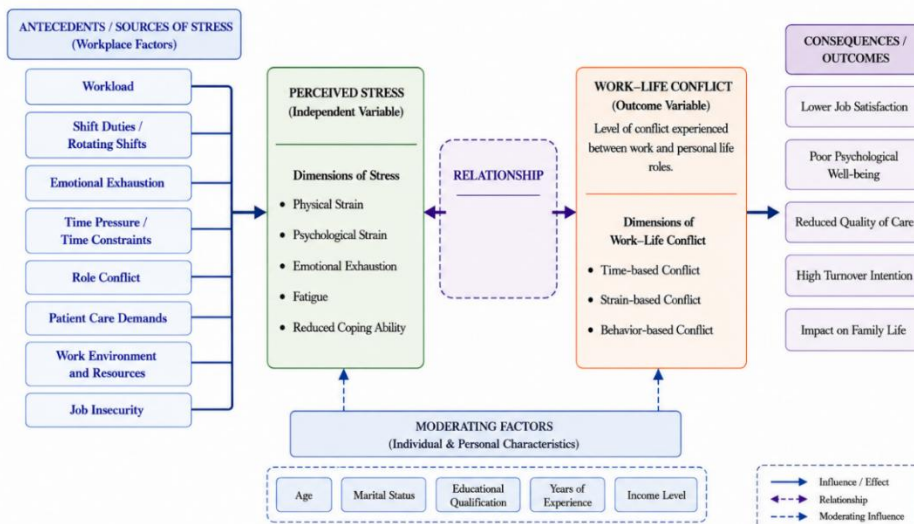 ANTECEDENTS / SOURCES OF STRESS
(Workplace Factors)
Workload
Shift Duties /
Rotating Shifts
Emotional Exhaustion
Time Pressure /
Time Constraints
Role Conflict
Patient Care Demands
Work Environment
and Resources
Job Insecurity
PERCEIVED STRESS
(Independent Variable)
Dimensions of Stress
• Physical Strain
• Psychological Strain
• Emotional Exhaustion
• Fatigue
• Reduced Coping Ability
RELATIONSHIP
WORK–LIFE CONFLICT
(Outcome Variable)
Level of conflict experienced
between work and personal life
roles.
Dimensions of
Work–Life Conflict
• Time-based Conflict
• Strain-based Conflict
• Behavior-based Conflict
CONSEQUENCES /
OUTCOMES
Lower Job Satisfaction
Poor Psychological
Well-being
Reduced Quality of Care
High Turnover Intention
Impact on Family Life
MODERATING FACTORS
(Individual & Personal Characteristics)
Age
Marital Status
Educational
Qualification
Years of
Experience
Income Level
Influence / Effect
Relationship
Moderating Influence